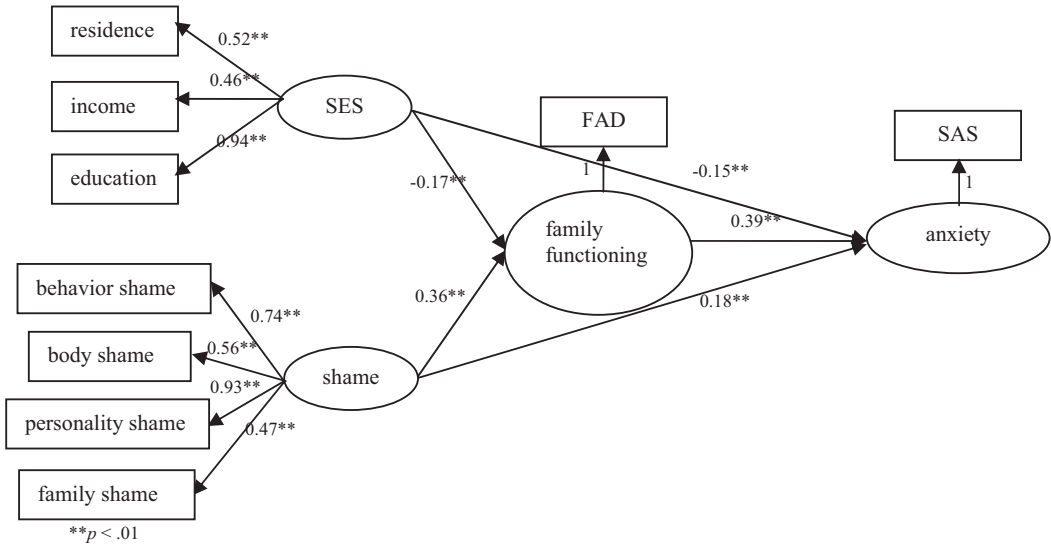 residence
0.52**
income
0.46**
SES
education
0.94**
FAD
1
SAS
1
-0.15**
-0.17**
family
functioning
0.39**
anxiety
behavior shame
0.74**
body shame
0.56**
shame
0.36**
0.18**
personality shame
0.93**
family shame
0.47**
**p < .01